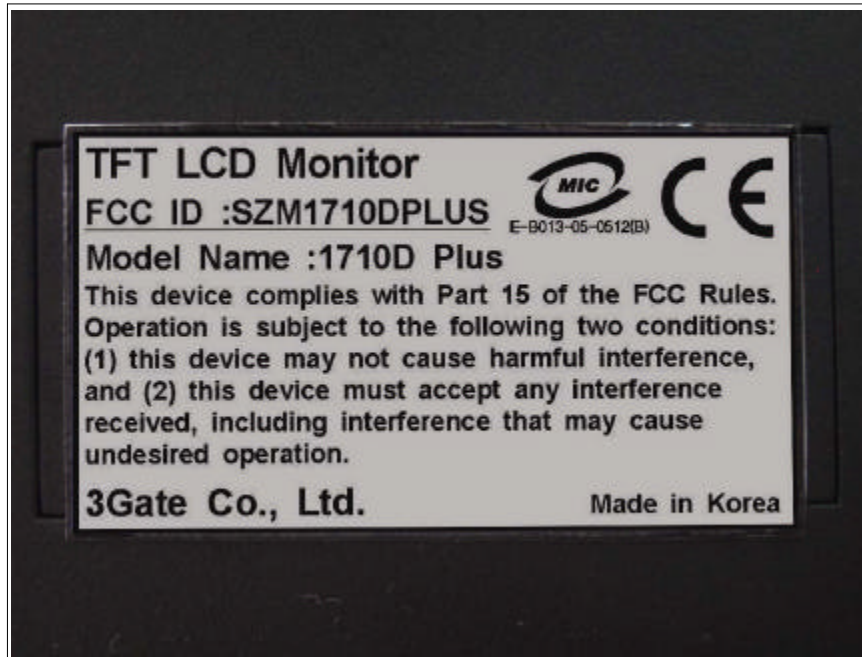 TFT LCD Monitor
MIC
CE
FCC ID :SZM1710DPLUS
E-B013-05-0512(B)
Model Name :1710D Plus
This device complies with Part 15 of the FCC Rules.
Operation is subject to the following two conditions:
(1) this device may not cause harmful interference,
and (2) this device must accept any interference
received, including interference that may cause
undesired operation.
3Gate Co., Ltd.
Made in Korea